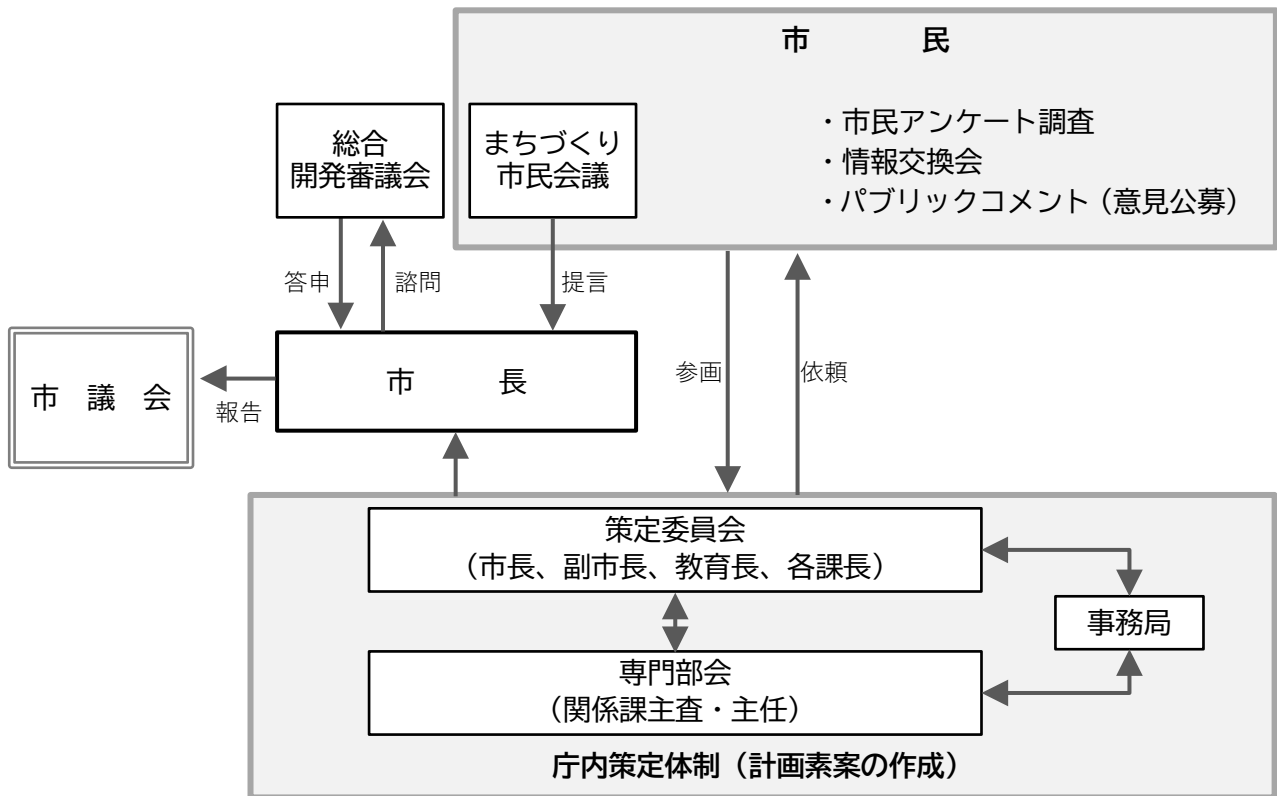 市 民
・市民アンケート調査
・情報交換会
・パブリックコメント（意見公募）
総合
開発審議会
まちづくり
市民会議
答申
諮問
提言
参画
依頼
市 議 会
報告
市 長
策定委員会
（市長、副市長、教育長、各課長）
事務局
専門部会
（関係課主査・主任）
庁内策定体制（計画素案の作成）